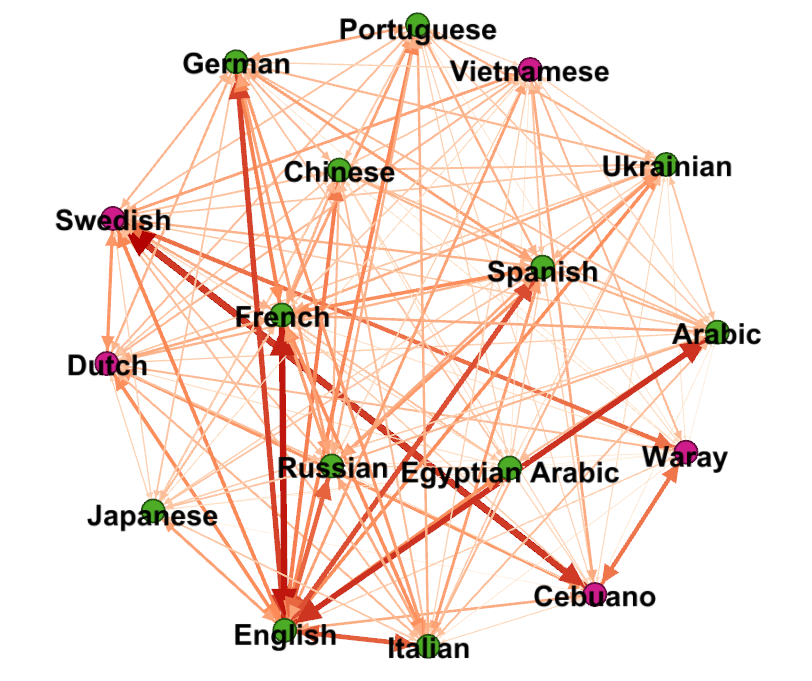 Portuguese
German
Vietnamese
Chinese
Ukrainian
Swedish
Spanish
French
Arabic
Dutch
Waray
Russian
Egyptian Arabic
Japanese
Cebuano
English
Italian